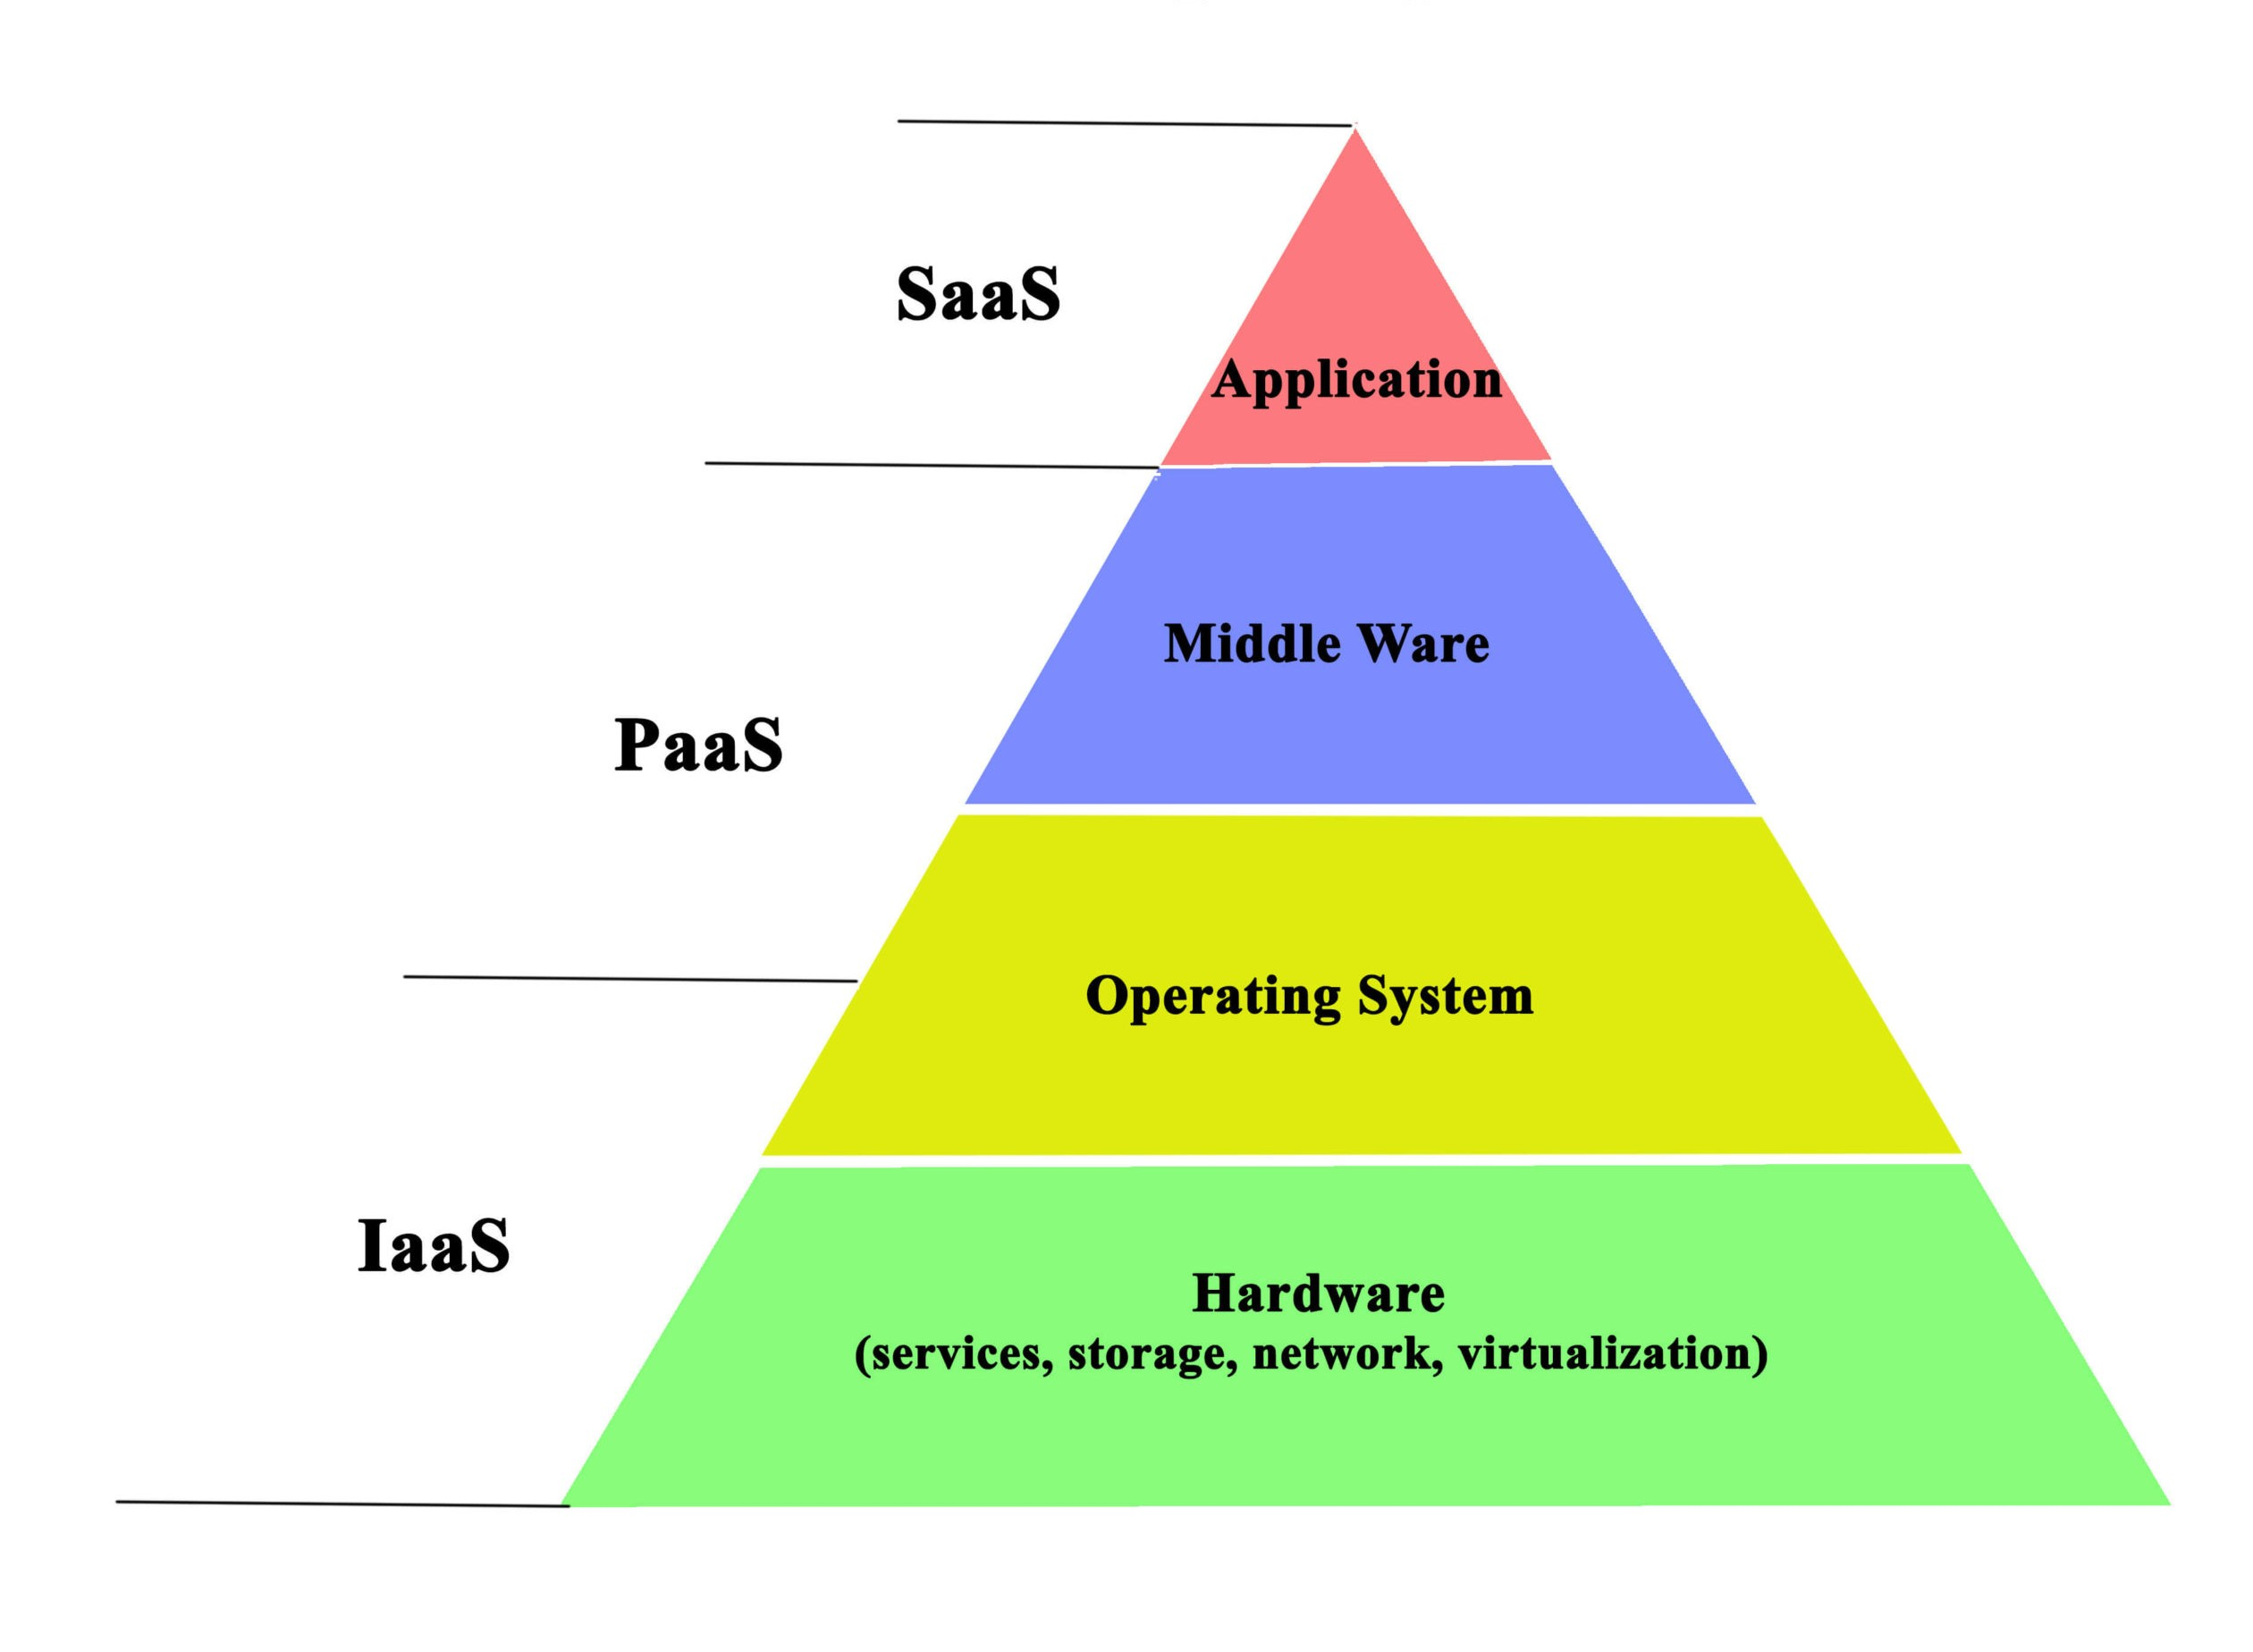 SaaS
Application
Middle Ware
PaaS
Operating System
IaaS
Hardware
(services, storage, network, virtualization)